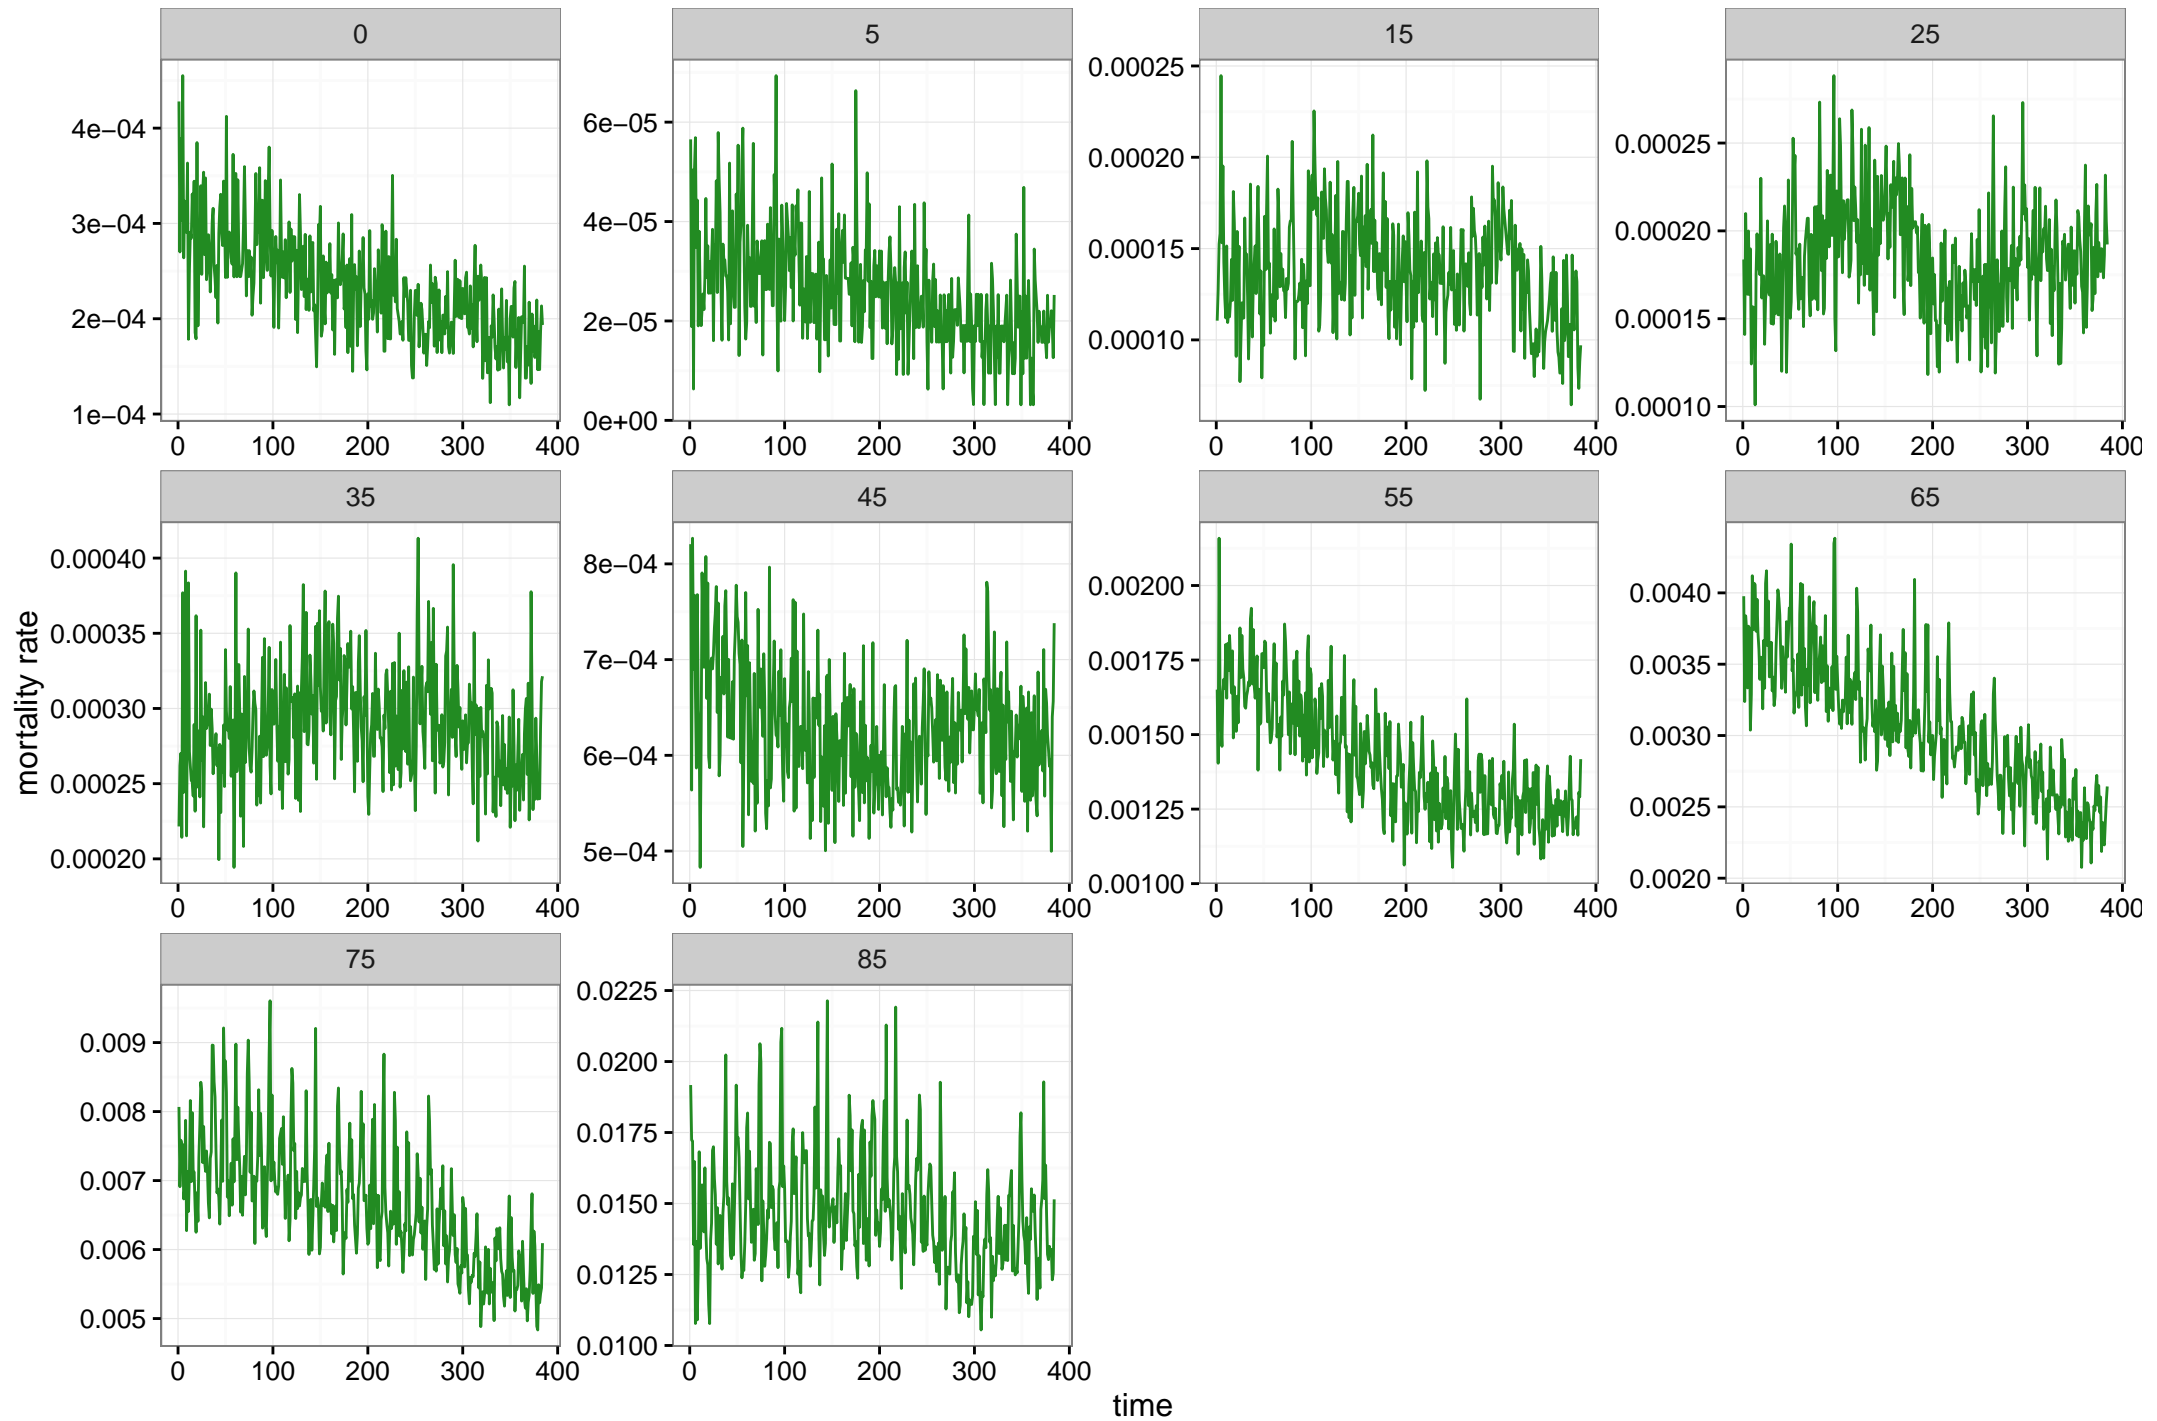 0 5 15 25
4e−04
3e−04
2e−04
1e−04
0 100 200 300 400
6e−05
4e−05
2e−05
0e+00
0 100 200 300 400
0.00025
0.00020
0.00015
0.00010
0 100 200 300 400
0.00025
0.00020
0.00015
0.00010
0 100 200 300 400
35 45 55 65
0.00040
0.00035
0.00030
0.00025
0.00020
0 100 200 300 400
8e−04
7e−04
6e−04
5e−04
0 100 200 300 400
0.00200
0.00175
0.00150
0.00125
0.00100
0 100 200 300 400
0.0040
0.0035
0.0030
0.0025
0.0020
0 100 200 300 400
75 85
0.009
0.008
0.007
0.006
0.005
0 100 200 300 400
0.0225
0.0200
0.0175
0.0150
0.0125
0.0100
0 100 200 300 400
mortality rate
time